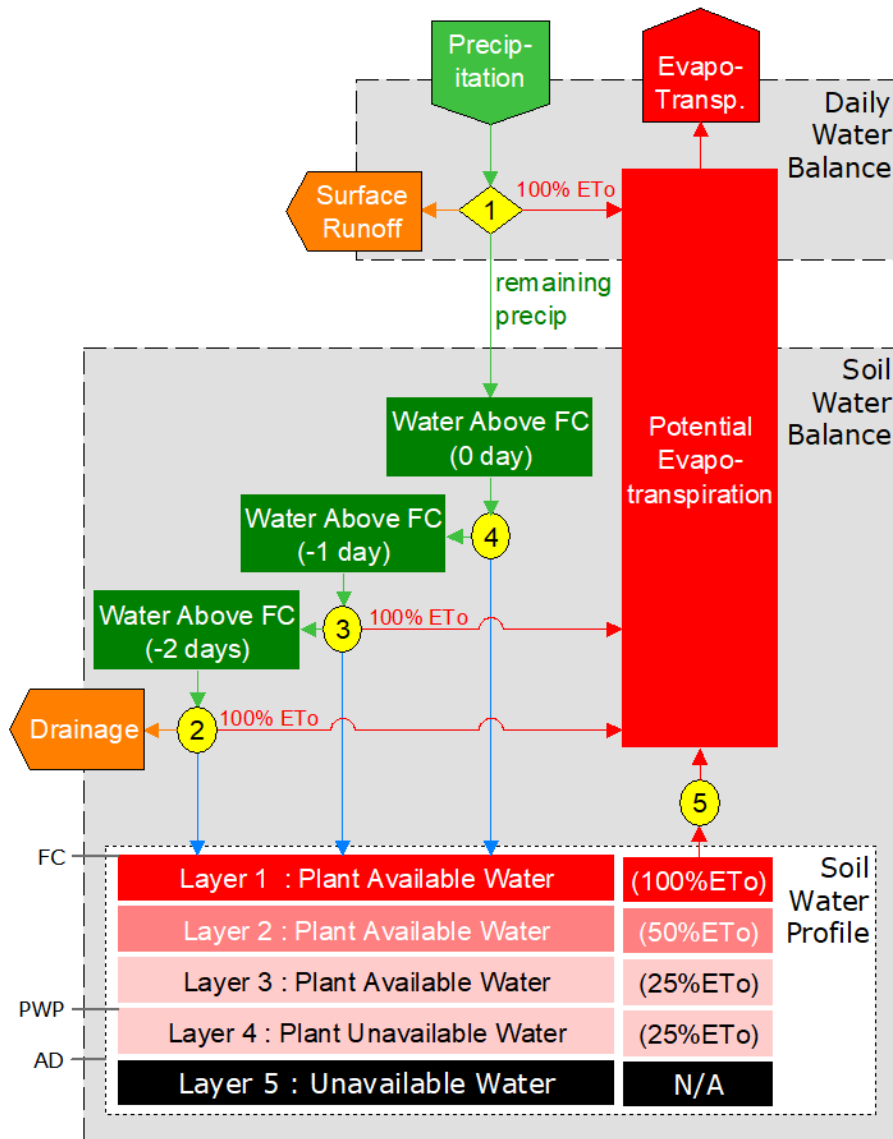 Precip-
itation
Evapo-
Transp.
Daily
Water
Balance
Surface
Runoff
1
100% ETo
remaining
precip
Soil
Water
Balance
Water Above FC
(0 day)
Potential
Evapo-
transpiration
Water Above FC
(-1 day)
4
Water Above FC
(-2 days)
3
100% ETo
Drainage
2
100% ETo
5
FC
Layer 1 : Plant Available Water
(100%ETo)
Soil
Water
Profile
Layer 2 : Plant Available Water
(50%ETo)
Layer 3 : Plant Available Water
(25%ETo)
PWP
Layer 4 : Plant Unavailable Water
(25%ETo)
AD
Layer 5 : Unavailable Water
N/A